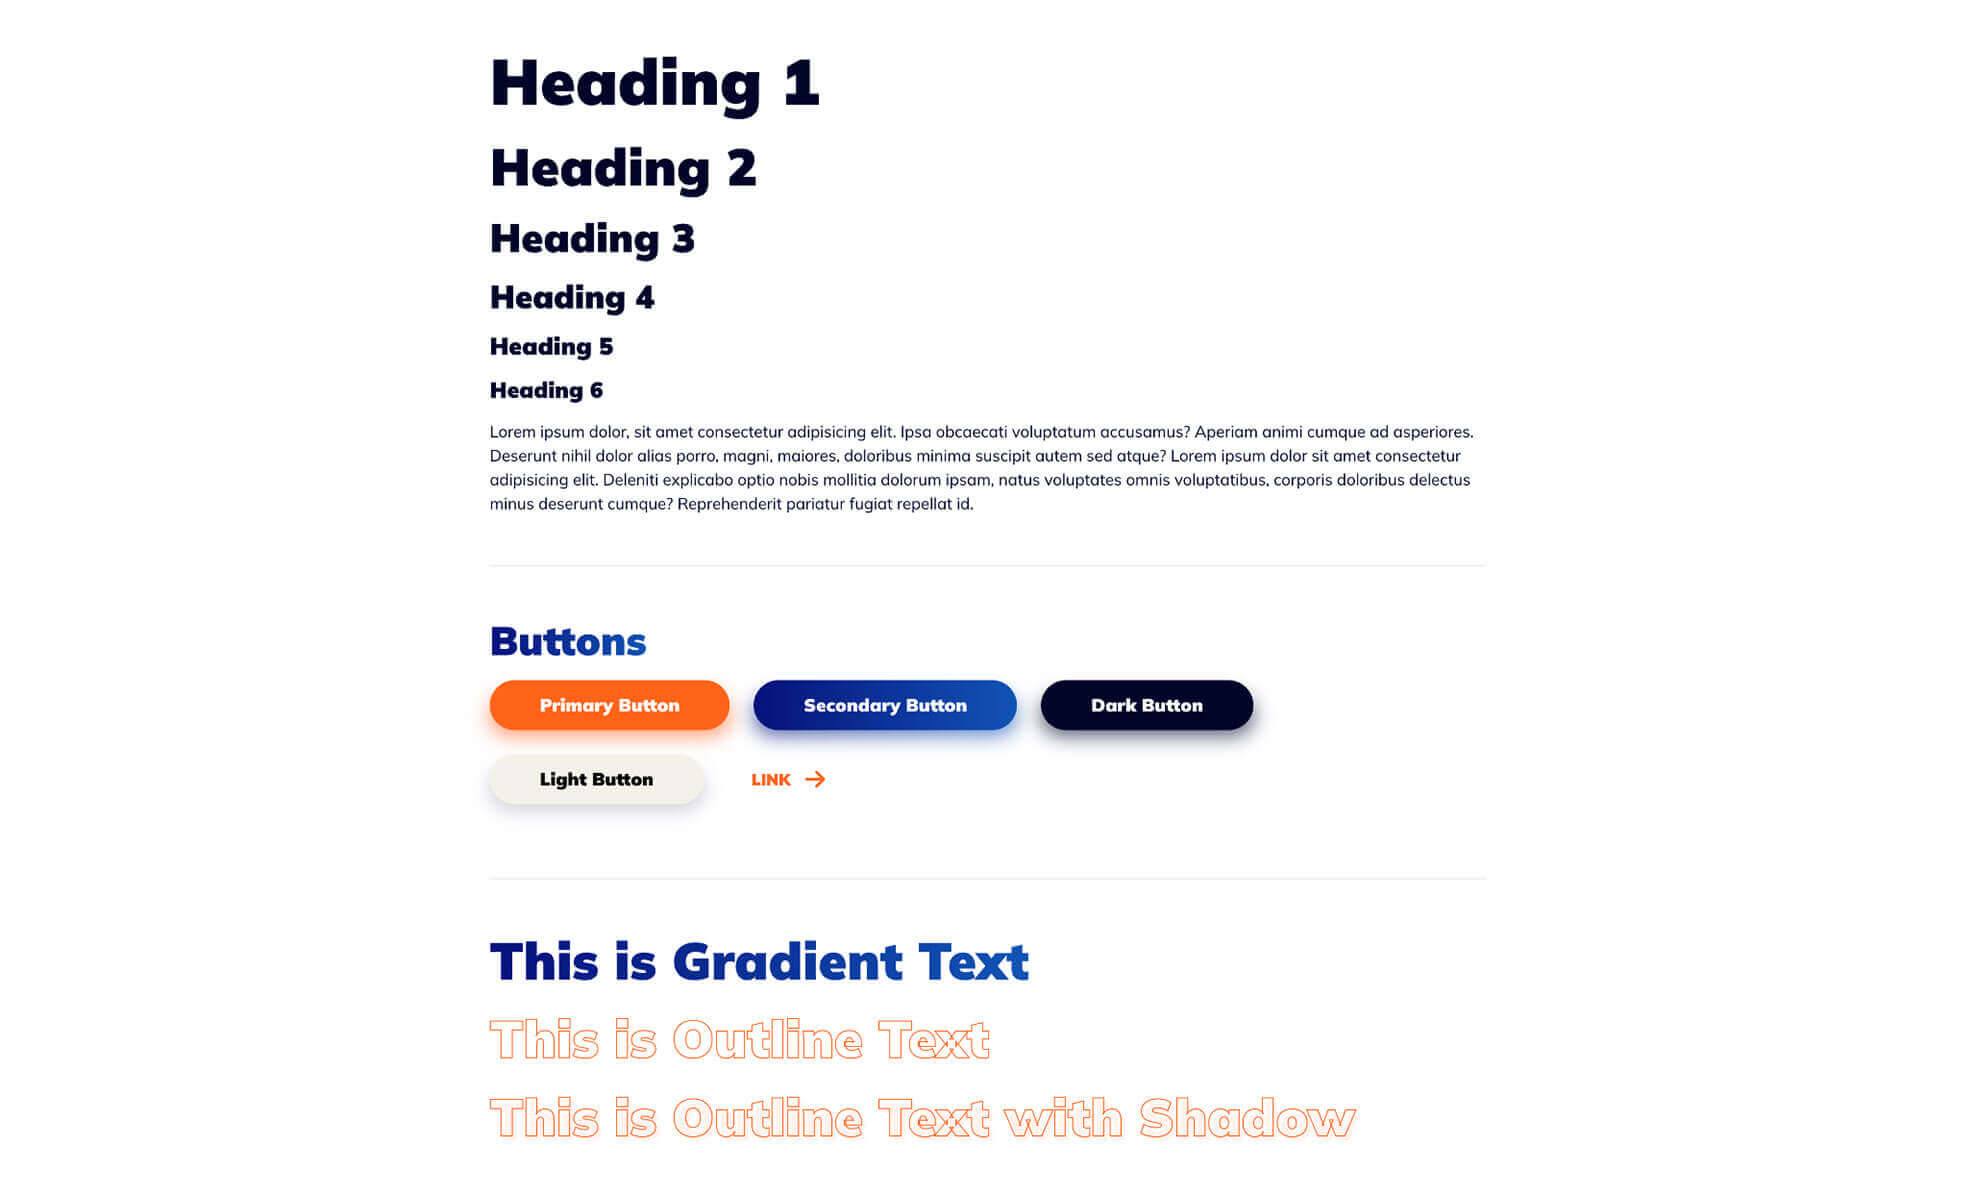 Heading 1
Heading 2
Heading 3
Heading 4
Heading 5
Heading 6
Lorem ipsum dolor, sit amet consectetur adipisicing elit. Ipsa obcaecati voluptatum accusamus? Aperiam animi cumque ad asperiores.
Deserunt nihil dolor alias porro, magni, maiores, doloribus minima suscipit autem sed atque? Lorem ipsum dolor sit amet consectetur
adipisicing elit. Deleniti explicabo optio nobis mollitia dolorum ipsam, natus voluptates omnis voluptatibus, corporis doloribus delectus
minus deserunt cumque? Reprehenderit pariatur fugiat repellat id.
Buttons
Primary Button Secondary Button Dark Button
Light Button LINK →
This is Gradient Text
This is Outline Text
This is Outline Text with Shadow